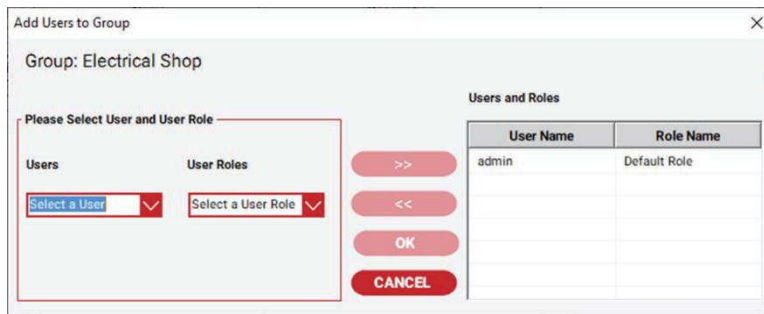 Add Users to Group
Group: Electrical Shop
Please Select User and User Role
Users
User Roles
Select a User
Select a User Role
>>
<<
OK
CANCEL
Users and Roles
User Name Role Name
admin Default Role